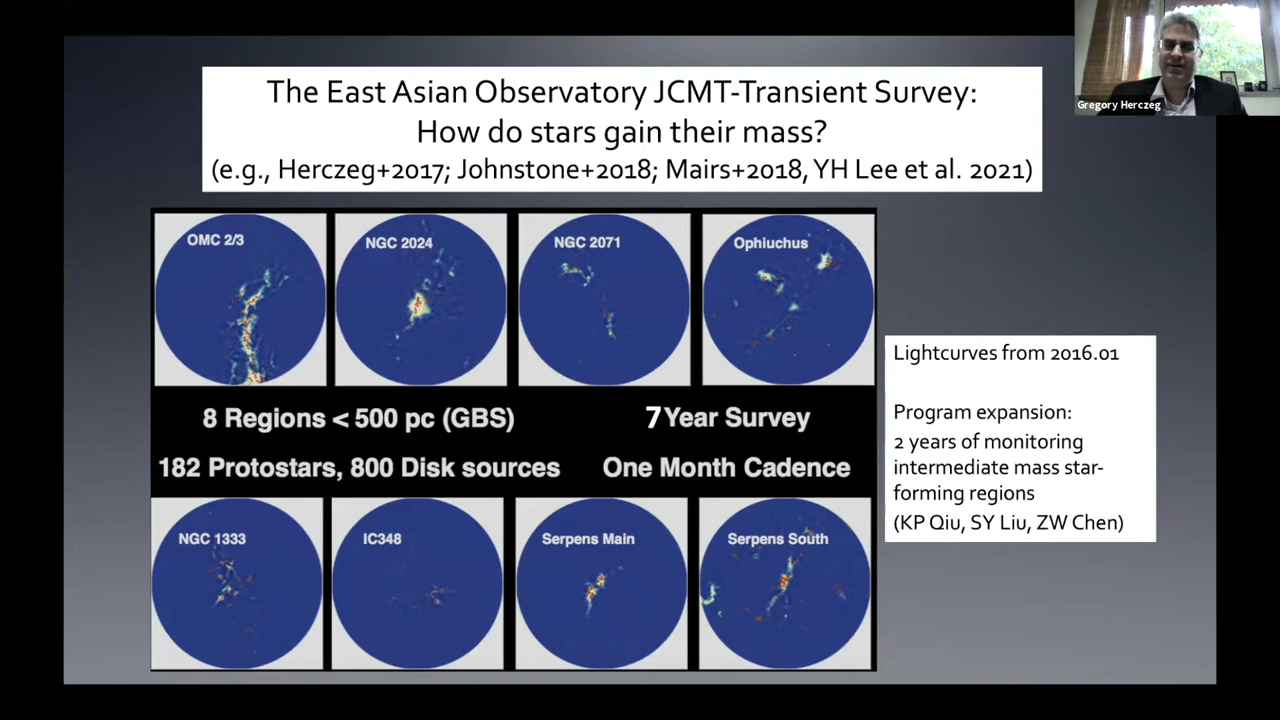 The East Asian Observatory JCMT-Transient Survey:
How do stars gain their mass?
(e.g., Herczeg+2017; Johnstone+2018; Mairs+2018, YH Lee et al. 2021)
Gregory Herczeg
OMC 2/3
NGC 2024
NGC 2071
Ophiuchus
8 Regions < 500 pc (GBS)
7 Year Survey
182 Protostars, 800 Disk sources
One Month Cadence
NGC 1333
IC348
Serpens Main
Serpens South
Lightcurves from 2016.01
Program expansion:
2 years of monitoring
intermediate mass star-
forming regions
(KP Qiu, SY Liu, ZW Chen)